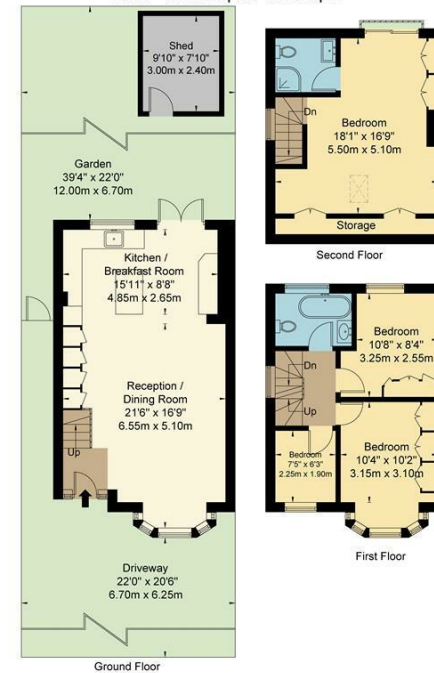 Shed
9'10" x 7'10"
3.00m x 2.40m
Garden
39'4" x 22'0"
12.00m x 6.70m
Kitchen /
Breakfast Room
15'11" x 8'8"
4.85m x 2.65m
Reception /
Dining Room
21'6" x 16'9"
6.55m x 5.10m
Up
Driveway
22'0" x 20'6"
6.70m x 6.25m
Ground Floor
Dn
Bedroom
18'1" x 16'9"
5.50m x 5.10m
Storage
Second Floor
Bedroom
10'8" x 8'4"
3.25m x 2.55m
Dn
Up
Bedroom
7'5" x 6'3"
2.25m x 1.90m
Bedroom
10'4" x 10'2"
3.15m x 3.10m
First Floor